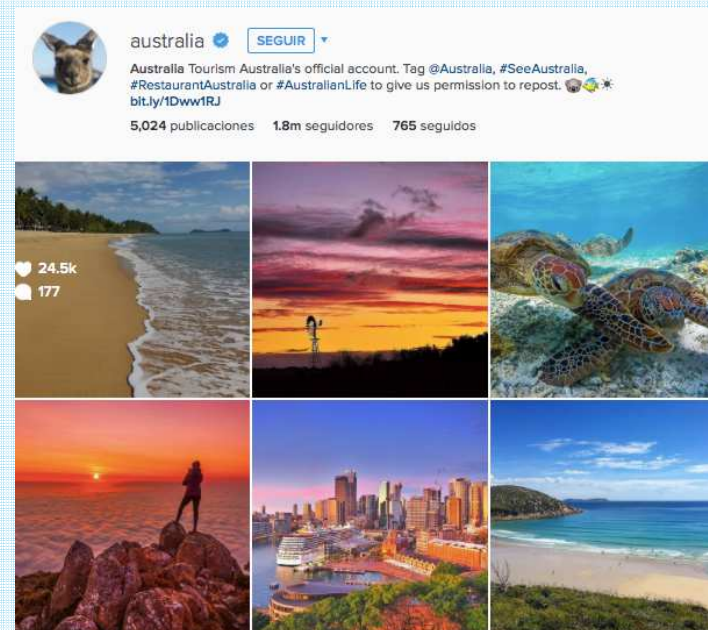 australia SEGUIR
Australia Tourism Australia's official account. Tag @Australia, #SeeAustralia,
#RestaurantAustralia or #AustralianLife to give us permission to repost. 🐨🐠☀
bit.ly/1Dww1RJ
5,024 publicaciones 1.8m seguidores 765 seguidos
24.5k
177